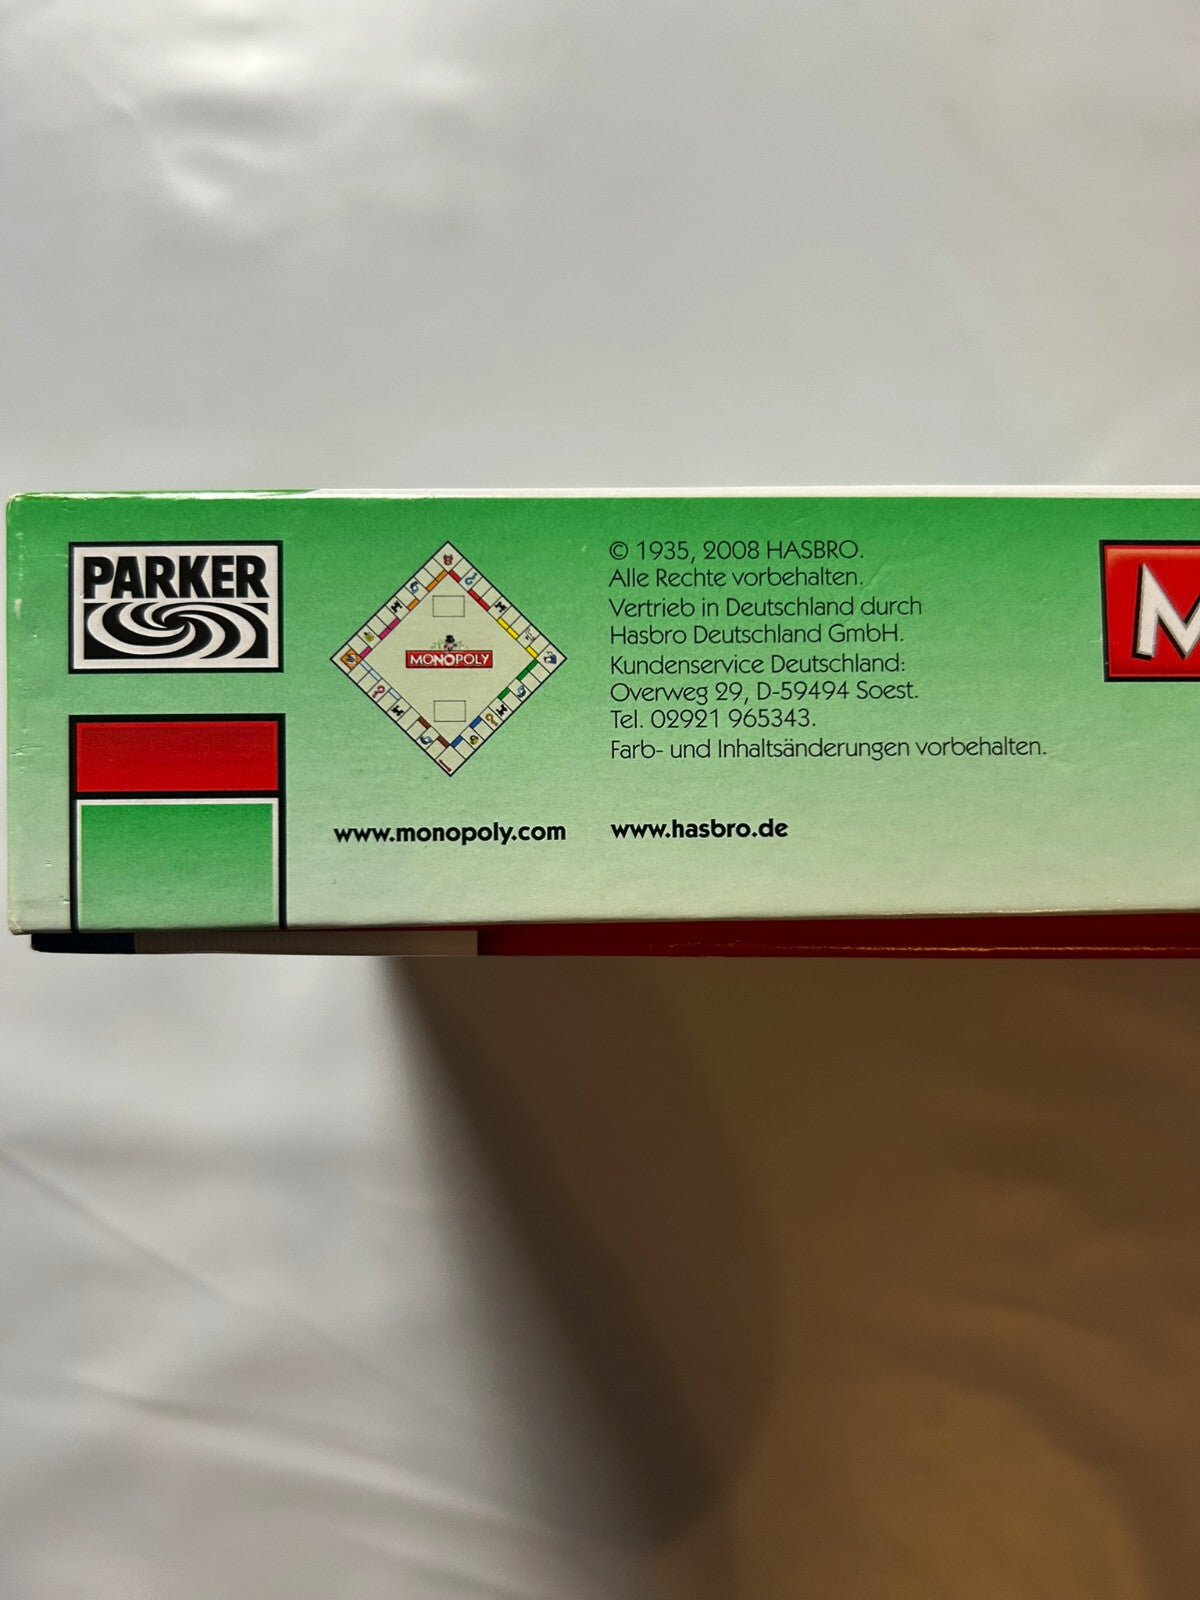 PARKER
MONOPOLY
www.monopoly.com
© 1935, 2008 HASBRO.
Alle Rechte vorbehalten.
Vertrieb in Deutschland durch
Hasbro Deutschland GmbH.
Kundenservice Deutschland:
Overweg 29, D-59494 Soest.
Tel. 02921 965343.
Farb- und Inhaltsänderungen vorbehalten.
www.hasbro.de
M